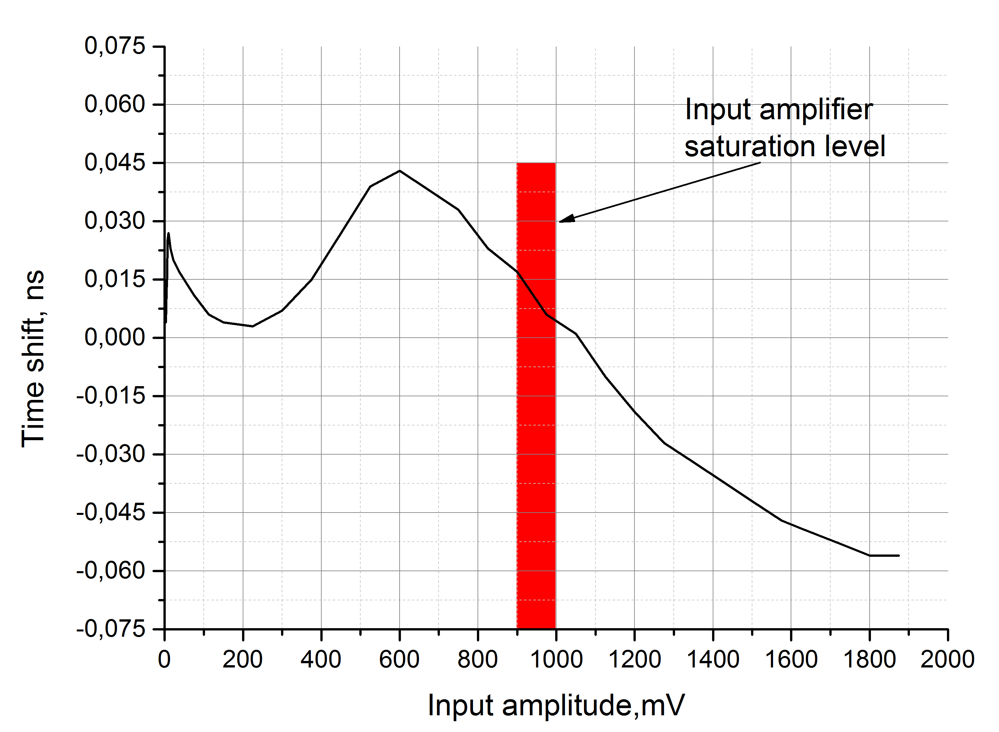 0,075
0,060
0,045
0,030
0,015
0,000
-0,015
-0,030
-0,045
-0,060
-0,075
Time shift, ns
Input amplifier
saturation level
0 200 400 600 800 1000 1200 1400 1600 1800 2000
Input amplitude,mV